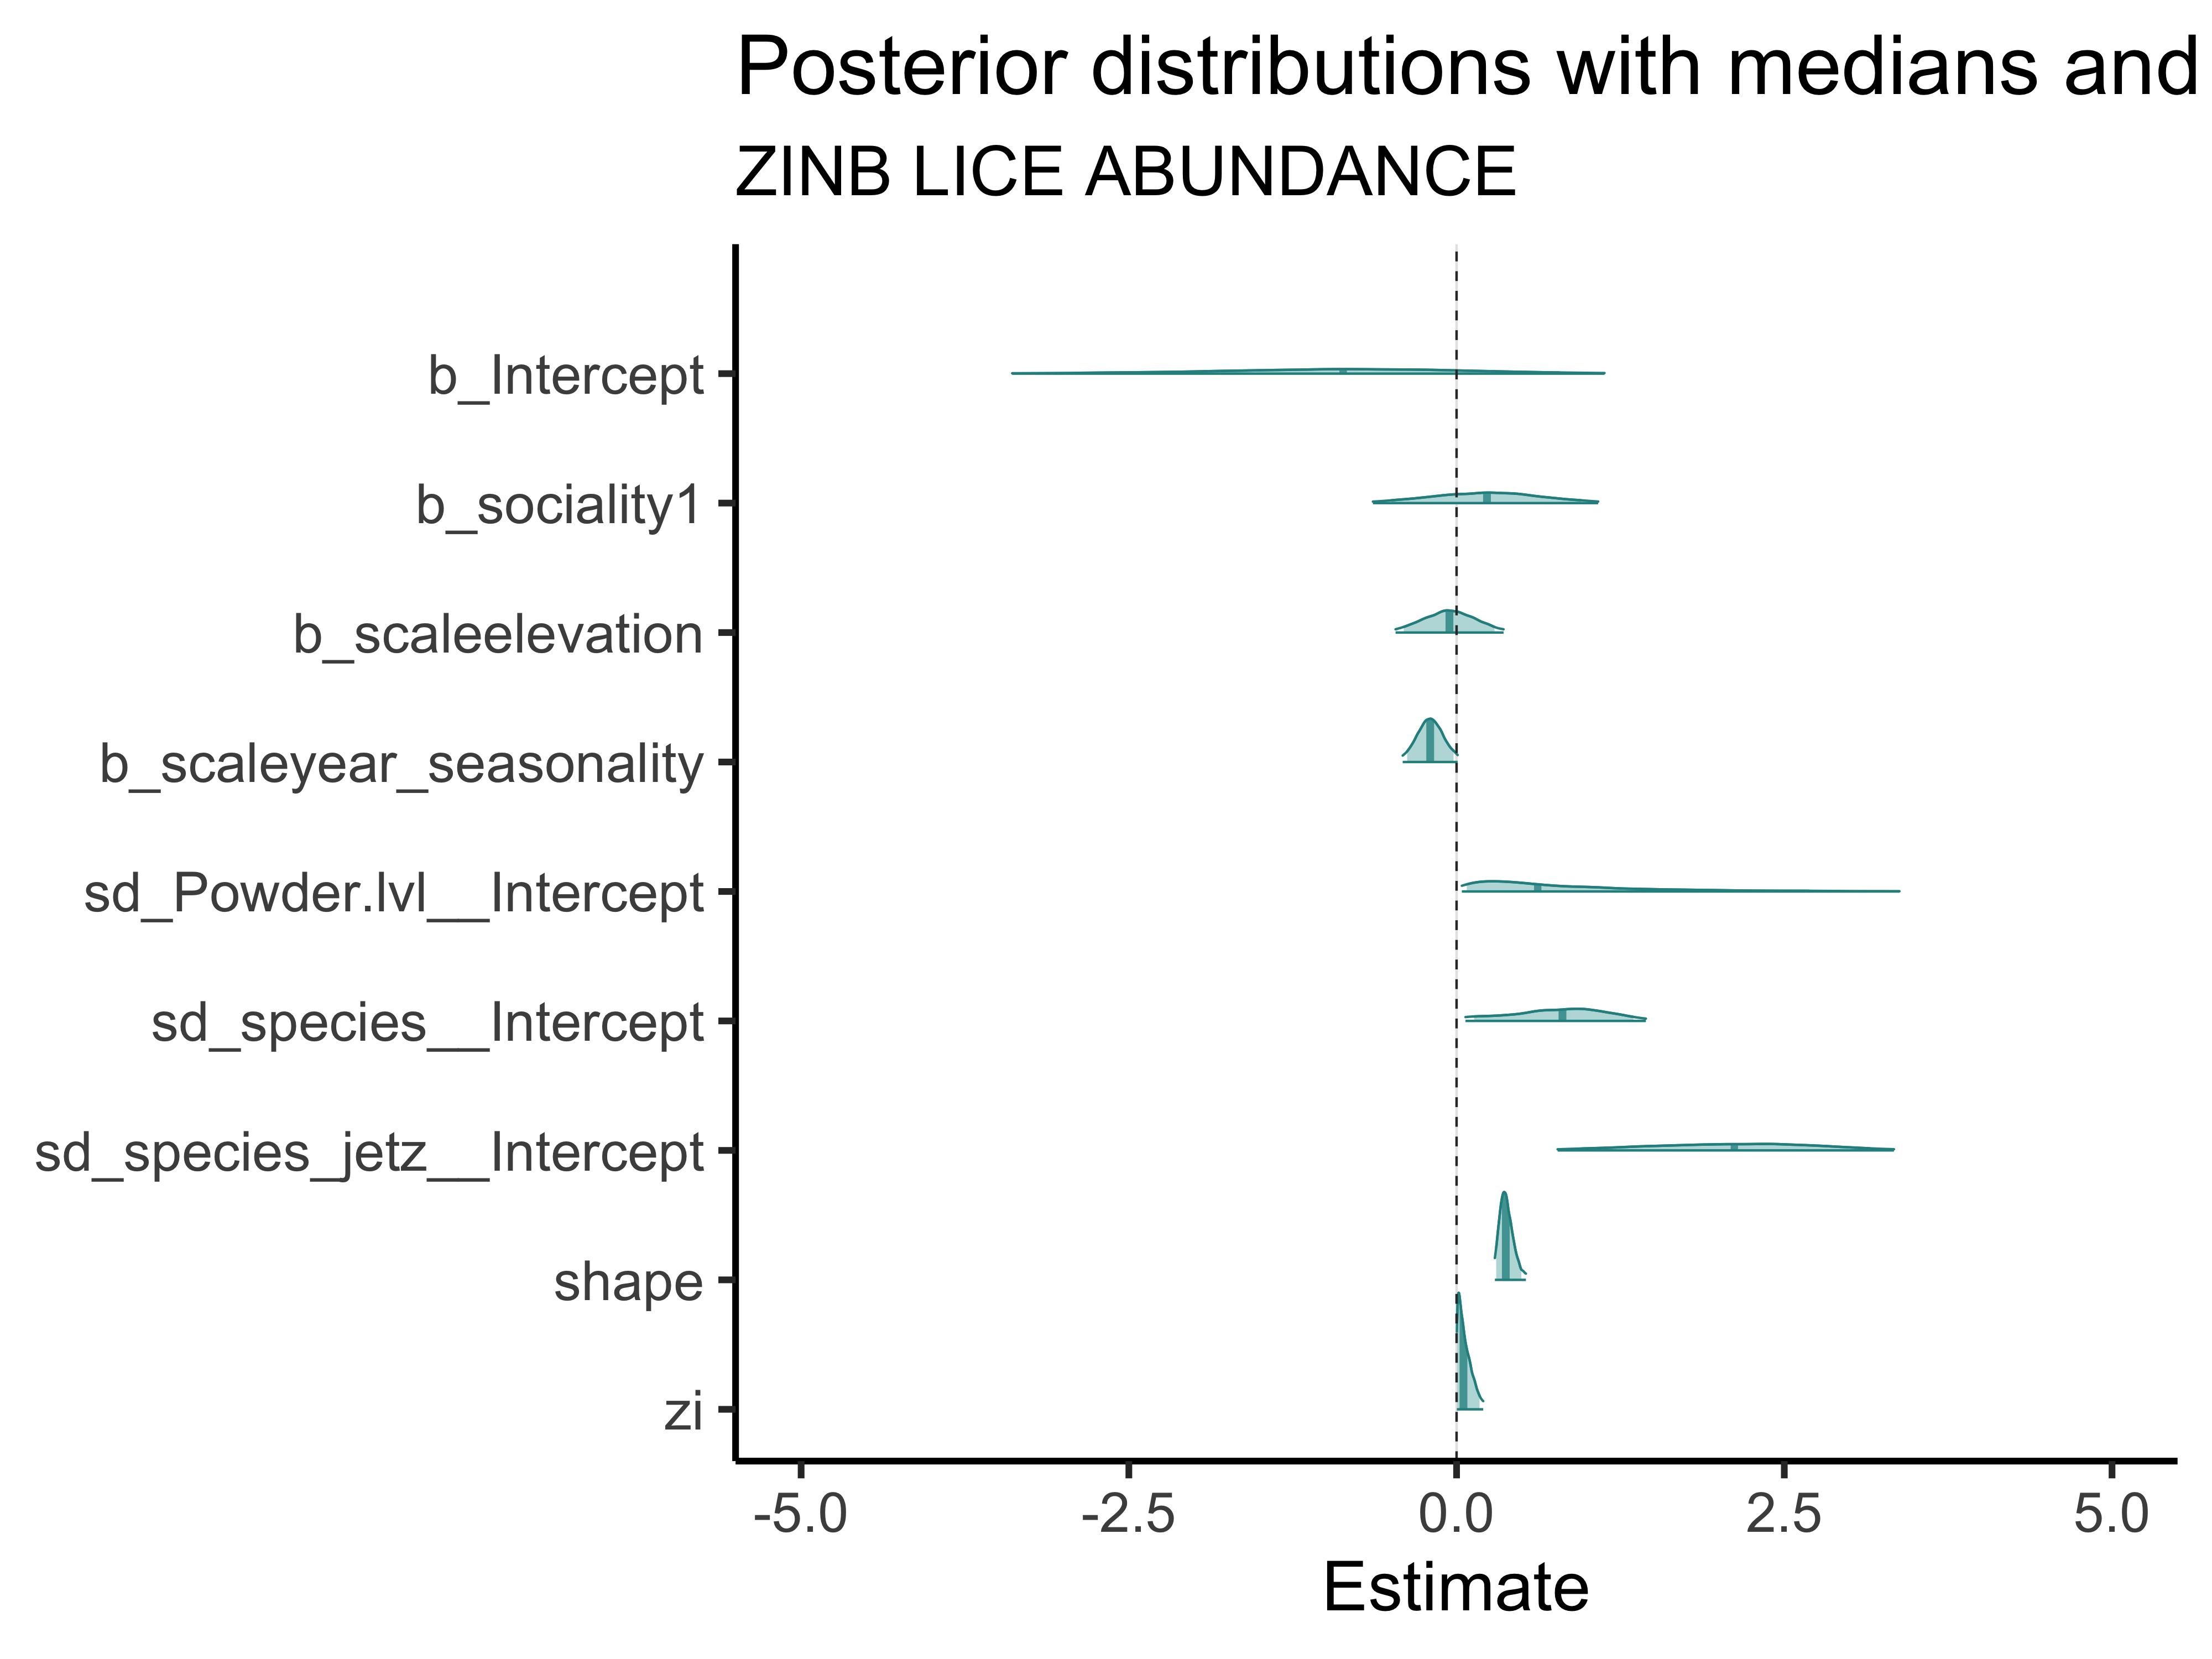 Posterior distributions with medians and
ZINB LICE ABUNDANCE
b_Intercept
b_sociality1
b_scaleelevation
b_scaleyear_seasonality
sd_Powder.lvl__Intercept
sd_species__Intercept
sd_species_jetz__Intercept
shape
zi
-5.0 -2.5 0.0 2.5 5.0
Estimate